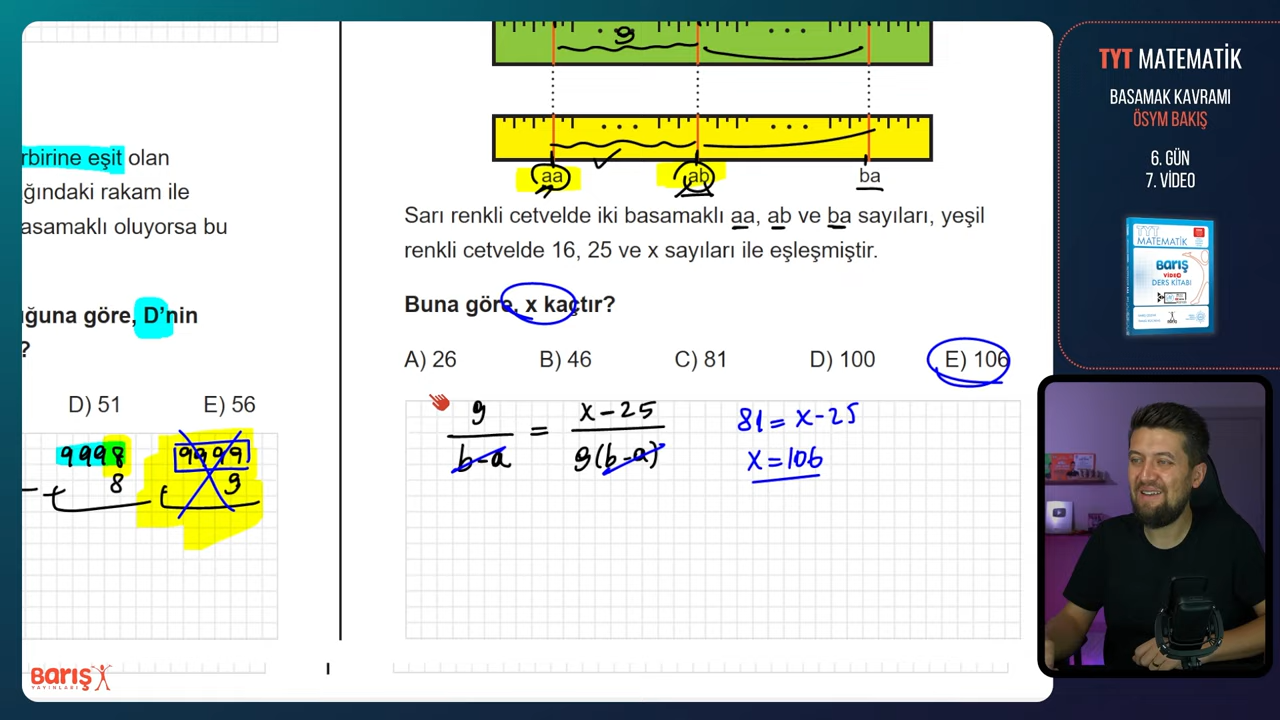 rbirine eşit olan
ğındaki rakam ile
asamaklı oluyorsa bu
ğuna göre, D'nin
?
D) 51 E) 56
9998
8
9999
9
9
aa ab ba
Sarı renkli cetvelde iki basamaklı aa, ab ve ba sayıları, yeşil
renkli cetvelde 16, 25 ve x sayıları ile eşleşmiştir.
Buna göre, x kaçtır?
A) 26 B) 46 C) 81 D) 100 E) 106
9/b-a = x-25/9(b-a)
81 = x-25
x = 106
BARIŞ
YAYINLARI
TYT MATEMATİK
BASAMAK KAVRAMI
ÖSYM BAKIŞ
6. GÜN
7. VİDEO
TYT
MATEMATİK
BARIŞ
VİDEO
DERS KİTABI